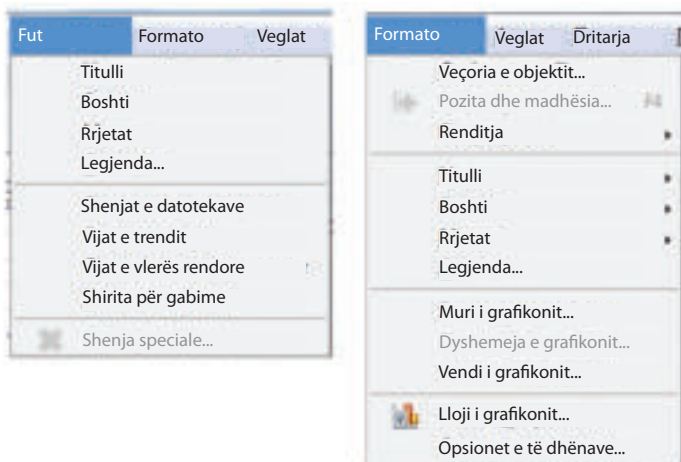 Fut Formato Veglat
Titulli
Boshti
Rrjetat
Legjenda...
Shenjat e datotekave
Vijat e trendit
Vijat e vlerës rendore
Shirita për gabime
Shenja speciale...
Formato Veglat Dritarja
Veçoria e objektit...
Pozita dhe madhësia... F4
Renditja
Titulli
Boshti
Rrjetat
Legjenda...
Muri i grafikonit...
Dyshemeja e grafikonit...
Vendi i grafikonit...
Lloji i grafikonit...
Opsionet e të dhënave...